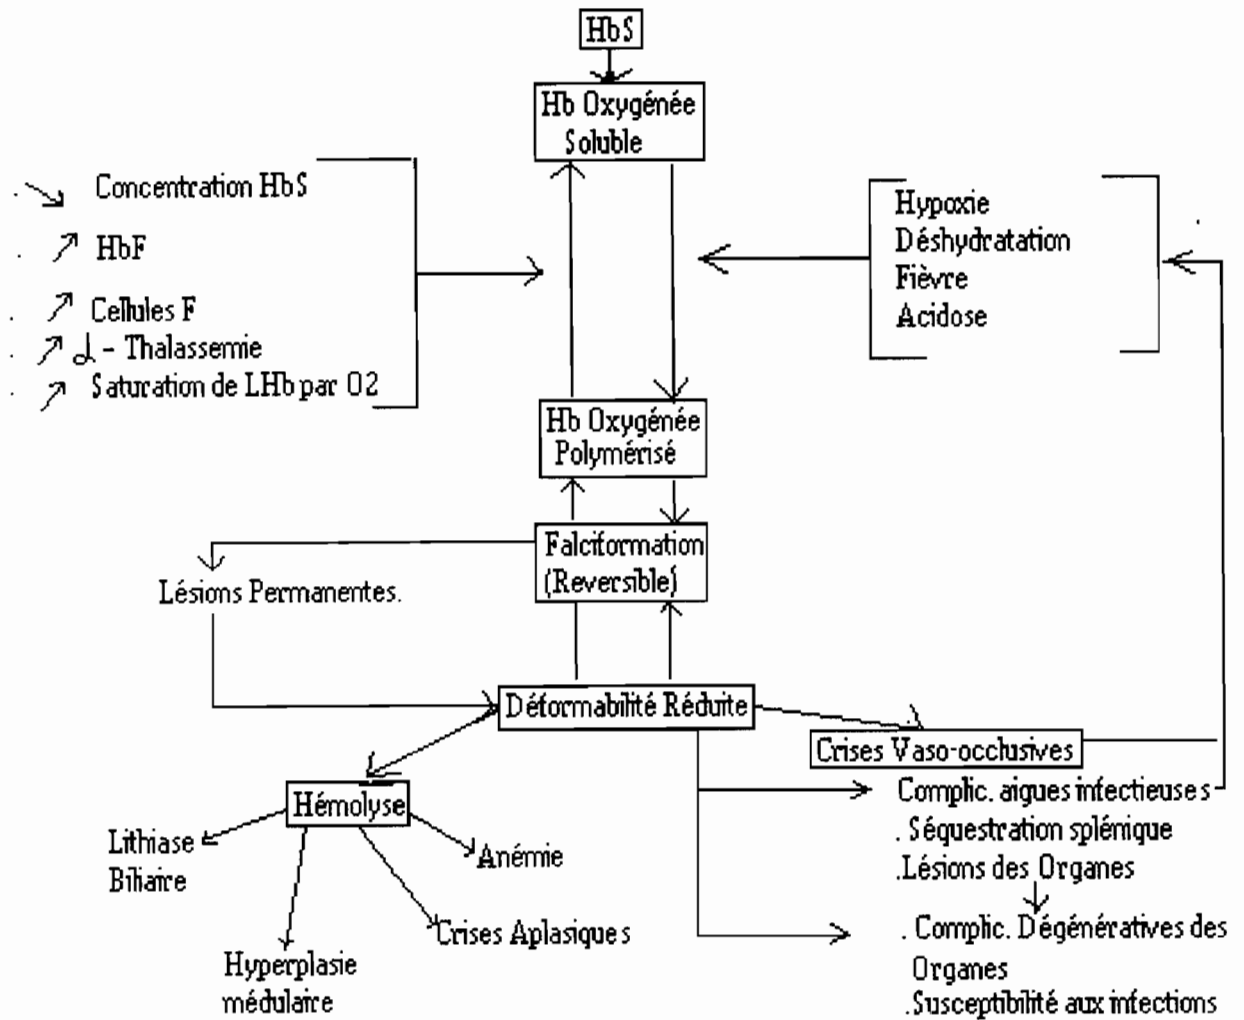 HbS
Hb Oxygénée
Soluble
. Concentration HbS
. HbF
. Cellules F
. α - Thalassemie
. Saturation de LHb par O2
Hypoxie
Déshydratation
Fièvre
Acidose
Hb Oxygénée
Polymérisé
Falciformation
(Reversible)
Lésions Permanentes.
Déformabilité Réduite
Crises Vaso-occlusives
Complic. aigues infectieuses
. Séquestration splémique
.Lésions des Organes
. Complic. Dégénératives des
Organes
.Susceptibilité aux infections
Hémolyse
Lithiase
Biliaire
Anémie
Crises Aplasiques
Hyperplasie
médulaire